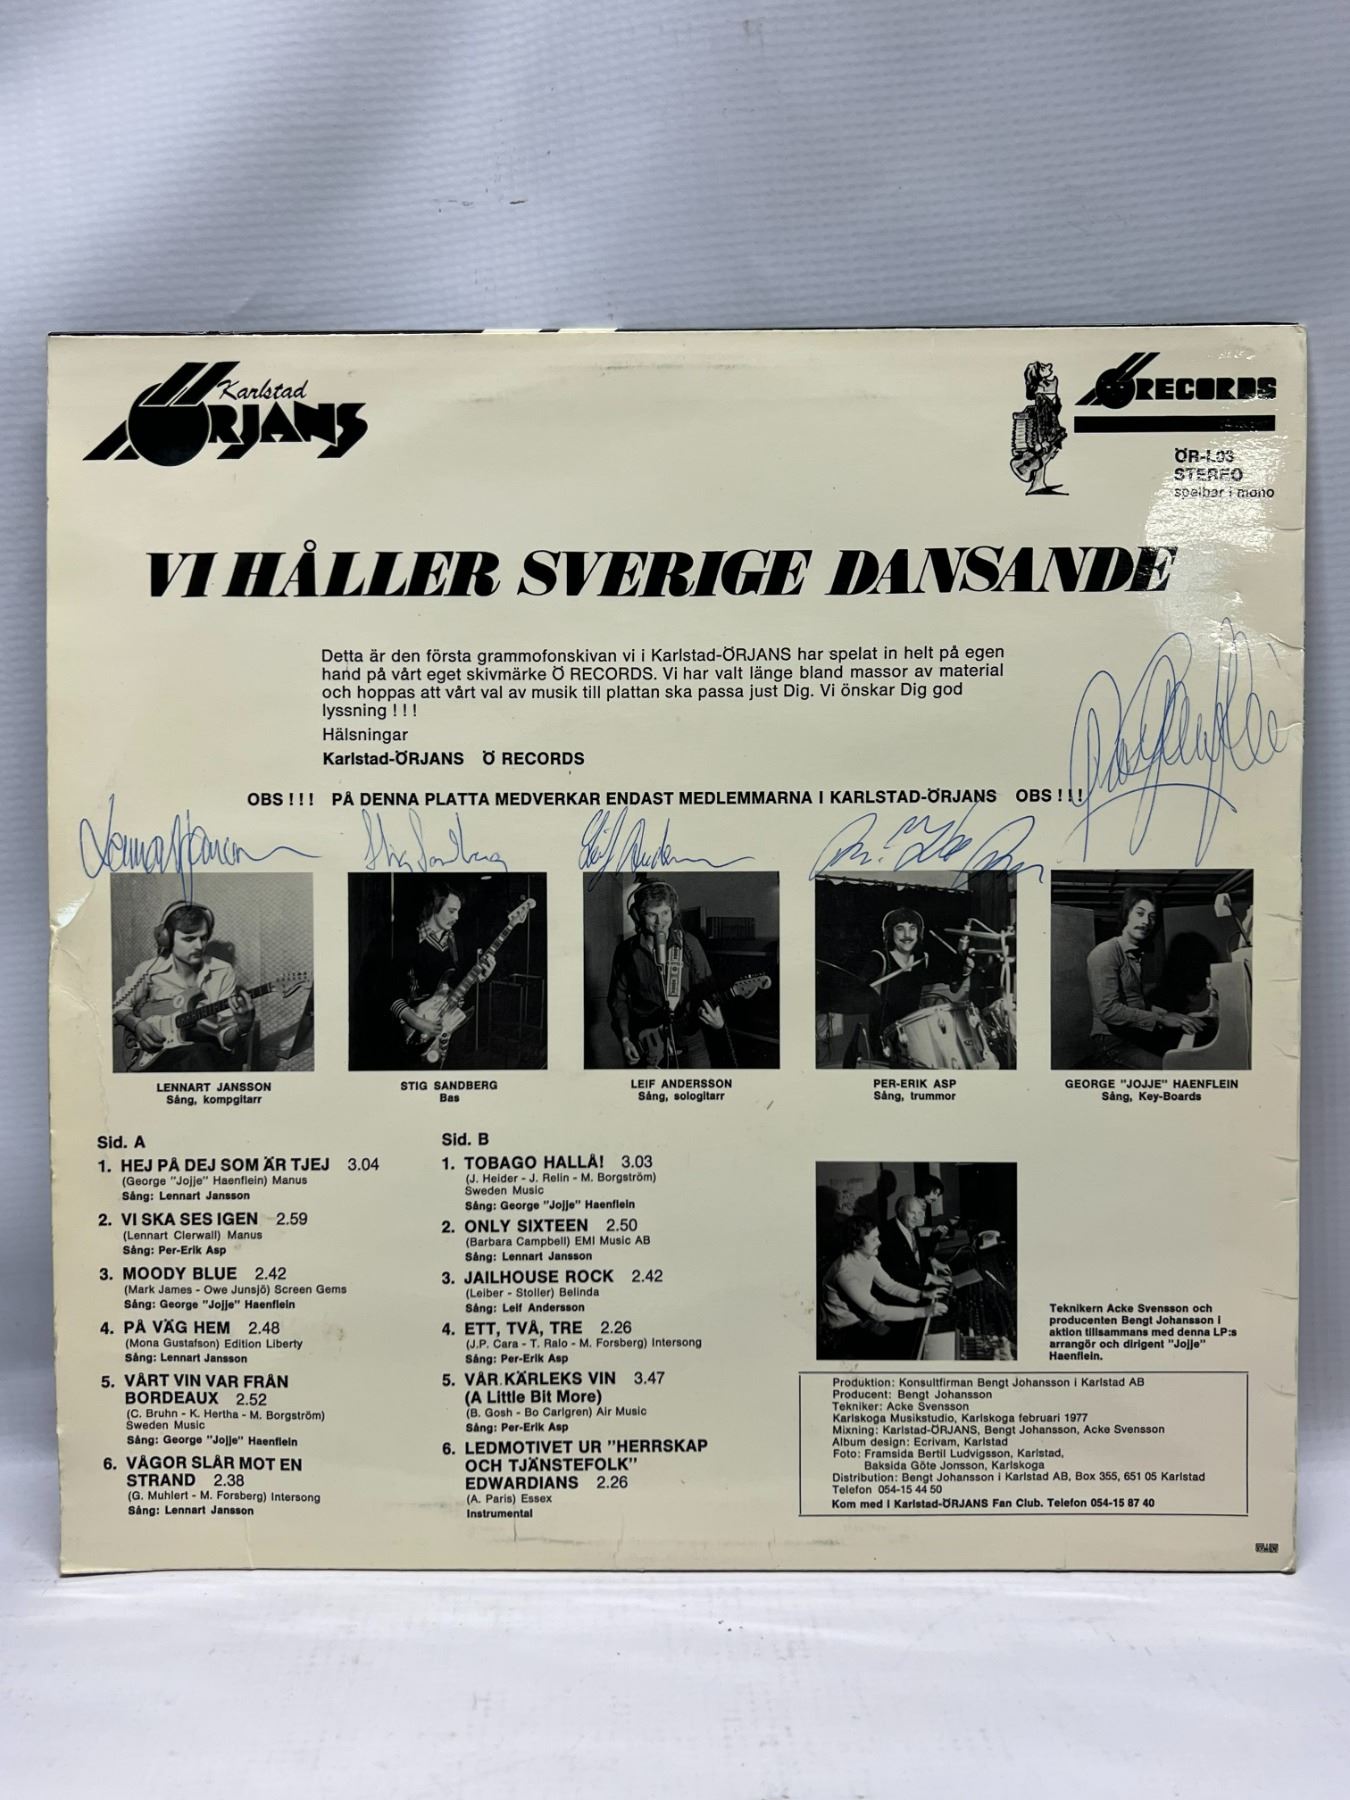 Karlstad
ÖRJANS
Ö RECORDS
ÖR-L03
STEREO
spelbar i mono
VI HÅLLER SVERIGE DANSANDE
Detta är den första grammofonskivan vi i Karlstad-ÖRJANS har spelat in helt på egen
hand på vårt eget skivmärke Ö RECORDS. Vi har valt länge bland massor av material
och hoppas att vårt val av musik till plattan ska passa just Dig. Vi önskar Dig god
lyssning ! ! !
Hälsningar
Karlstad-ÖRJANS Ö RECORDS
OBS ! ! ! PÅ DENNA PLATTA MEDVERKAR ENDAST MEDLEMMARNA I KARLSTAD-ÖRJANS OBS ! ! !
Lennart Jansson Stig Sandberg Leif Andersson
LENNART JANSSON
Sång, kompgitarr
STIG SANDBERG
Bas
LEIF ANDERSSON
Sång, sologitarr
PER-ERIK ASP
Sång, trummor
GEORGE "JOJJE" HAENFLEIN
Sång, Key-Boards
Sid. A
1. HEJ PÅ DEJ SOM ÄR TJEJ 3.04
(George "Jojje" Haenflein) Manus
Sång: Lennart Jansson
2. VI SKA SES IGEN 2.59
(Lennart Clerwall) Manus
Sång: Per-Erik Asp
3. MOODY BLUE 2.42
(Mark James - Owe Junsjö) Screen Gems
Sång: George "Jojje" Haenflein
4. PÅ VÄG HEM 2.48
(Mona Gustafson) Edition Liberty
Sång: Lennart Jansson
5. VÅRT VIN VAR FRÅN
BORDEAUX 2.52
(C. Bruhn - K. Hertha - M. Borgström)
Sweden Music
Sång: George "Jojje" Haenflein
6. VÅGOR SLÅR MOT EN
STRAND 2.38
(G. Muhlert - M. Forsberg) Intersong
Sång: Lennart Jansson
Sid. B
1. TOBAGO HALLÅ! 3.03
(J. Heider - J. Relin - M. Borgström)
Sweden Music
Sång: George "Jojje" Haenflein
2. ONLY SIXTEEN 2.50
(Barbara Campbell) EMI Music AB
Sång: Lennart Jansson
3. JAILHOUSE ROCK 2.42
(Leiber - Stoller) Belinda
Sång: Leif Andersson
4. ETT, TVÅ, TRE 2.26
(J.P. Cara - T. Ralo - M. Forsberg) Intersong
Sång: Per-Erik Asp
5. VÅR KÄRLEKS VIN 3.47
(A Little Bit More)
(B. Gosh - Bo Carlgren) Air Music
Sång: Per-Erik Asp
6. LEDMOTIVET UR "HERRSKAP
OCH TJÄNSTEFOLK"
EDWARDIANS 2.26
(A. Paris) Essex
Instrumental
Teknikern Acke Svensson och
producenten Bengt Johansson i
aktion tillsammans med denna LP:s
arrangör och dirigent "Jojje"
Haenflein.
Produktion: Konsultfirman Bengt Johansson i Karlstad AB
Producent: Bengt Johansson
Tekniker: Acke Svensson
Karlskoga Musikstudio, Karlskoga februari 1977
Mixning: Karlstad-ÖRJANS, Bengt Johansson, Acke Svensson
Album design: Ecrivam, Karlstad
Foto: Framsida Bertil Ludvigsson, Karlstad,
Baksida Göte Jonsson, Karlskoga
Distribution: Bengt Johansson i Karlstad AB, Box 355, 651 05 Karlstad
Telefon 054-15 44 50
Kom med i Karlstad-ÖRJANS Fan Club. Telefon 054-15 87 40